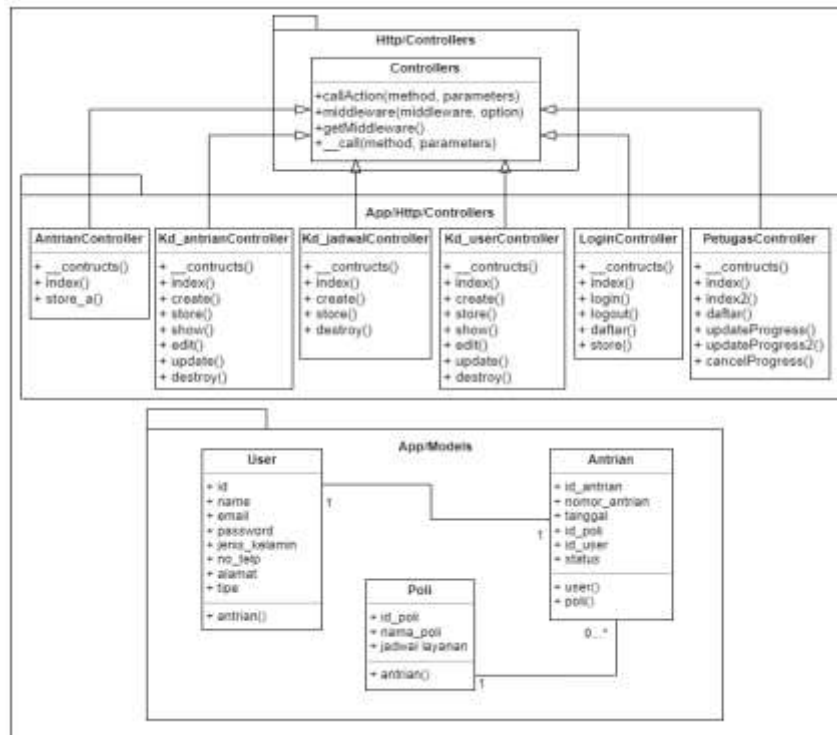 Http/Controllers
Controllers
+callAction(method, parameters)
+middleware(middleware, option)
+getMiddleware()
+__call(method, parameters)
App/Http/Controllers
AntrianController
+ __contructs()
+ index()
+ store_a()
Kd_antrianController
+ __contructs()
+ index()
+ create()
+ store()
+ show()
+ edit()
+ update()
+ destroy()
Kd_jadwalController
+ __contructs()
+ index()
+ create()
+ store()
+ destroy()
Kd_userController
+ __contructs()
+ index()
+ create()
+ store()
+ show()
+ edit()
+ update()
+ destroy()
LoginController
+ __contructs()
+ index()
+ login()
+ logout()
+ daftar()
+ store()
PetugasController
+ __contructs()
+ index()
+ index2()
+ daftar()
+ updateProgress()
+ updateProgress2()
+ cancelProgress()
App/Models
User
+ id
+ name
+ email
+ password
+ jenis_kelamin
+ no_telp
+ alamat
+ tipe
+ antrian()
1
1
Antrian
+ id_antrian
+ nomor_antrian
+ tanggal
+ id_poli
+ id_user
+ status
+ user()
+ poli()
0...*
Poli
+ id_poli
+ nama_poli
+ jadwal layanan
+ antrian()
1